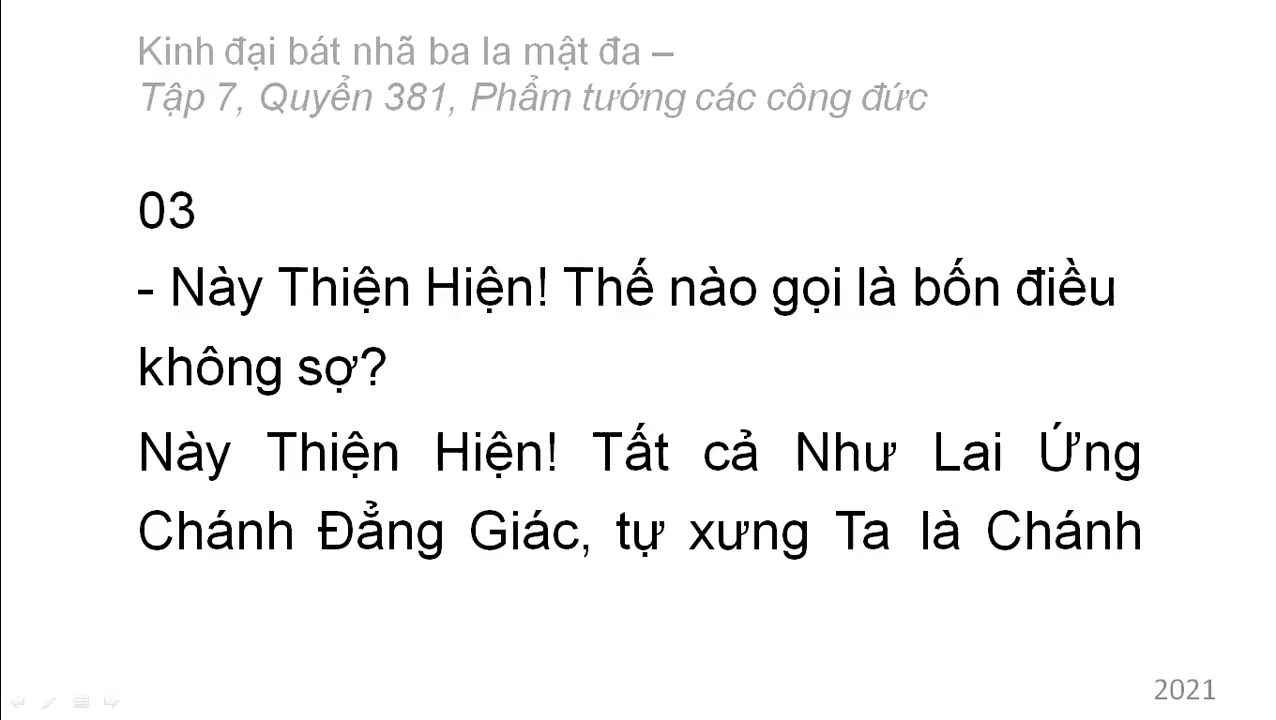 Kinh đại bát nhã ba la mật đa –
Tập 7, Quyển 381, Phẩm tướng các công đức
03
- Này Thiện Hiện! Thế nào gọi là bốn điều
không sợ?
Này Thiện Hiện! Tất cả Như Lai Ứng
Chánh Đẳng Giác, tự xưng Ta là Chánh
2021